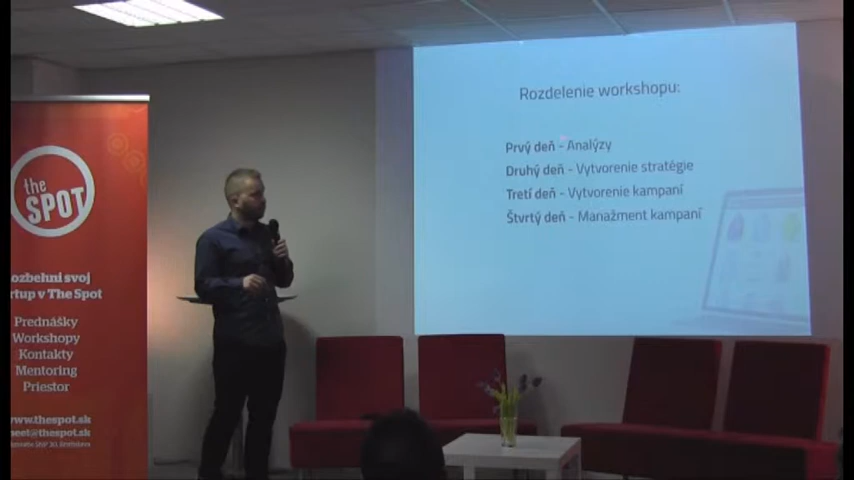 the
SPOT
ozbehni svoj
rtup v The Spot
Prednášky
Workshopy
Kontakty
Mentoring
Priestor
www.thespot.sk
meet@thespot.sk
Rozdelenie workshopu:
Prvý deň - Analýzy
Druhý deň - Vytvorenie stratégie
Tretí deň - Vytvorenie kampaní
Štvrtý deň - Manažment kampaní